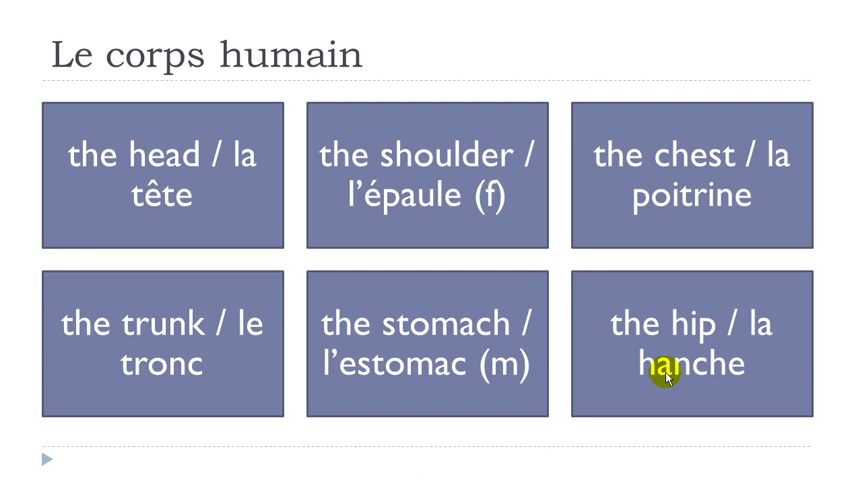 Le corps humain
the head / la
tête
the shoulder /
l’épaule (f)
the chest / la
poitrine
the trunk / le
tronc
the stomach /
l’estomac (m)
the hip / la
hanche